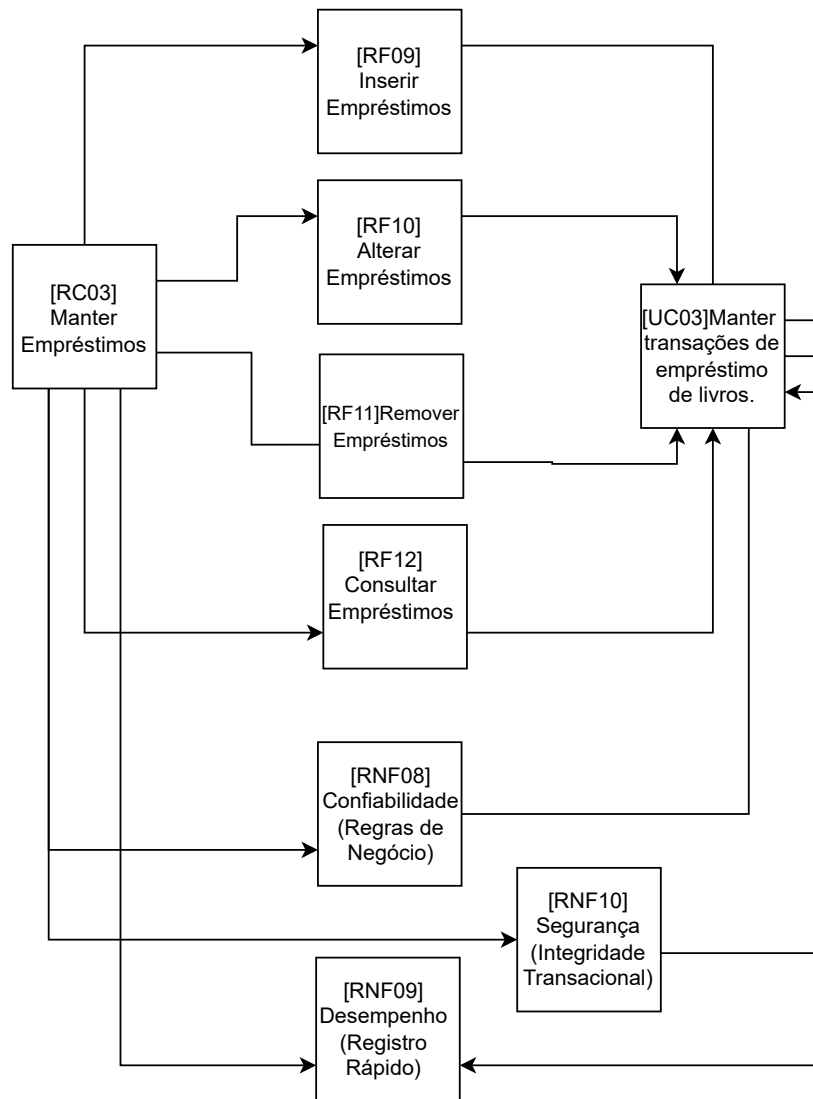 [RF09]
Inserir
Empréstimos
[RF10]
Alterar
Empréstimos
[RC03]
Manter
Empréstimos
[UC03]Manter
transações de
empréstimo
de livros.
[RF11]Remover
Empréstimos
[RF12]
Consultar
Empréstimos
[RNF08]
Confiabilidade
(Regras de
Negócio)
[RNF10]
Segurança
(Integridade
Transacional)
[RNF09]
Desempenho
(Registro
Rápido)